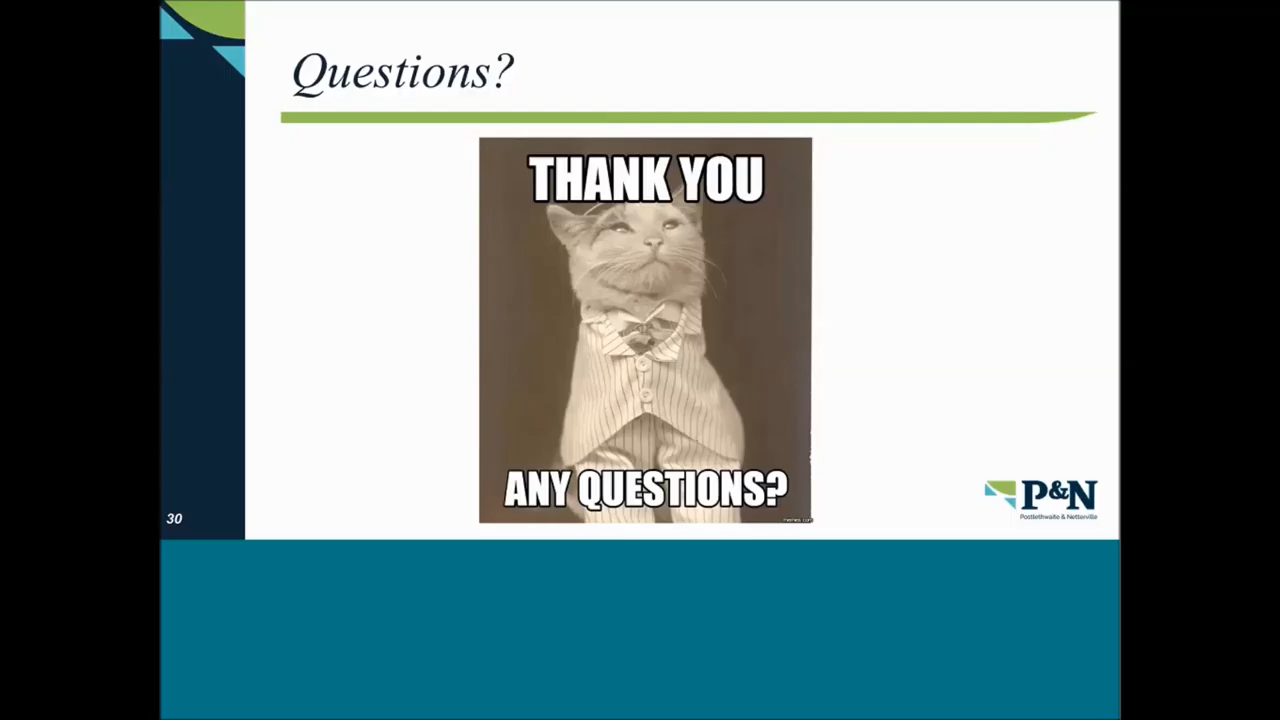 Questions?
THANK YOU
ANY QUESTIONS?
P&N
Postlethwaite & Netterville
30